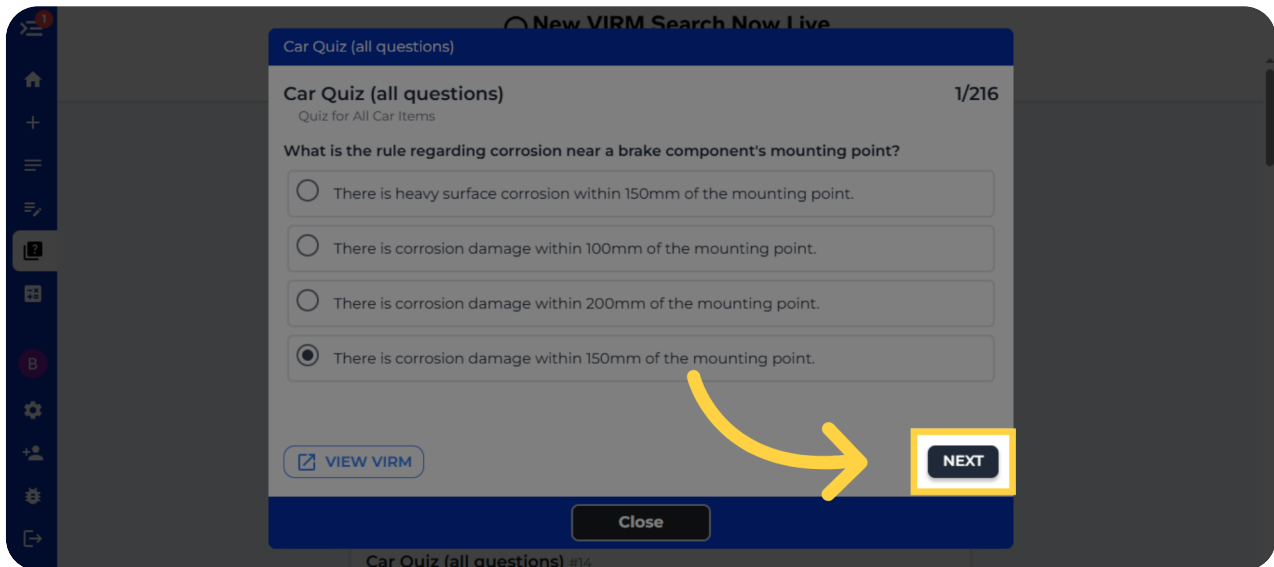 1
New VIRM Search Now Live
Car Quiz (all questions)
Car Quiz (all questions) 1/216
Quiz for All Car Items
What is the rule regarding corrosion near a brake component's mounting point?
There is heavy surface corrosion within 150mm of the mounting point.
There is corrosion damage within 100mm of the mounting point.
There is corrosion damage within 200mm of the mounting point.
There is corrosion damage within 150mm of the mounting point.
B
VIEW VIRM NEXT
Close
Car Quiz (all questions) #14